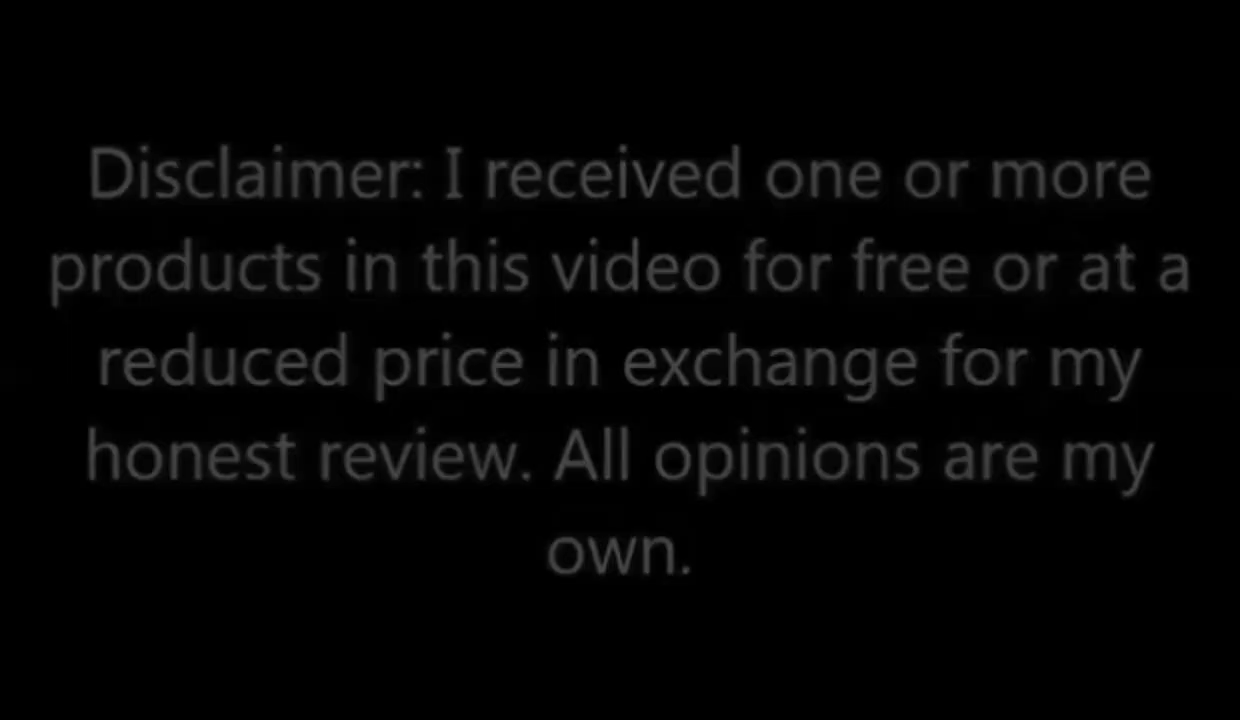 Disclaimer: I received one or more
products in this video for free or at a
reduced price in exchange for my
honest review. All opinions are my
own.